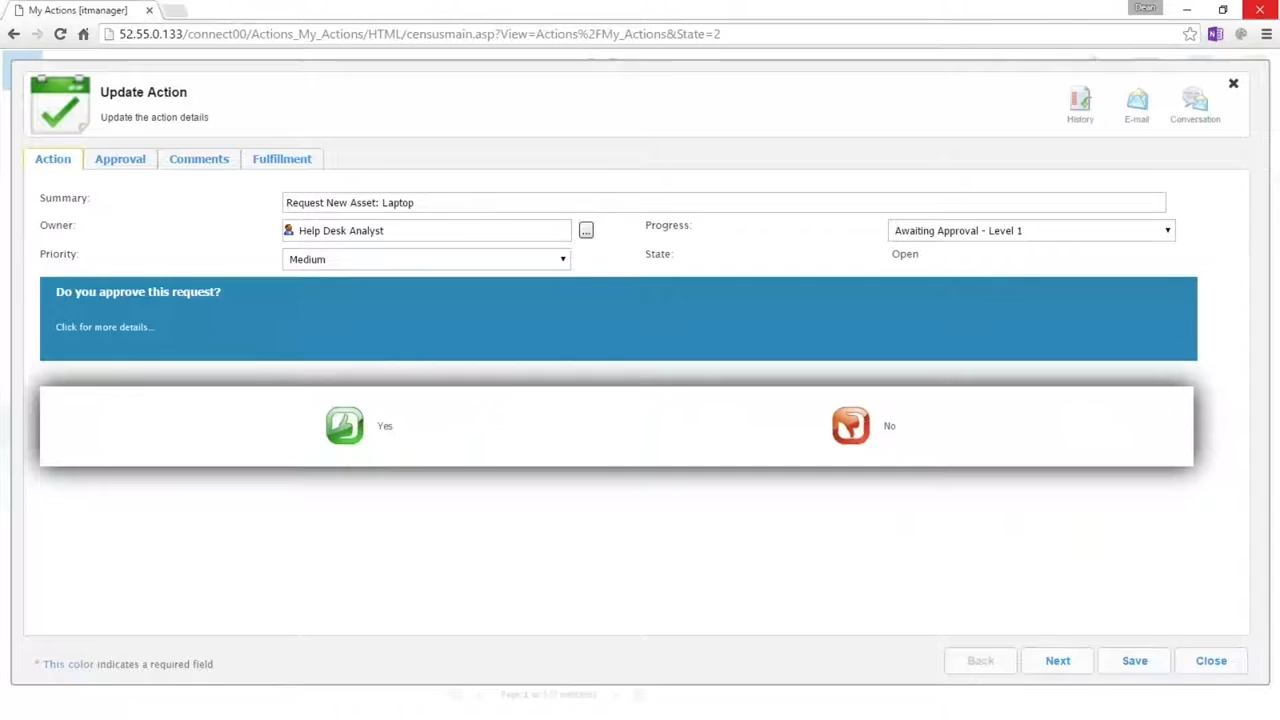 My Actions [itmanager]
Dean
52.55.0.133/connect00/Actions_My_Actions/HTML/censusmain.asp?View=Actions%2FMy_Actions&State=2
Update Action
Update the action details
History
E-mail
Conversation
Action
Approval
Comments
Fulfillment
Summary:
Request New Asset: Laptop
Owner:
Help Desk Analyst
...
Progress:
Awaiting Approval - Level 1
Priority:
Medium
State:
Open
Do you approve this request?
Click for more details...
Yes
No
* This color indicates a required field
Back
Next
Save
Close